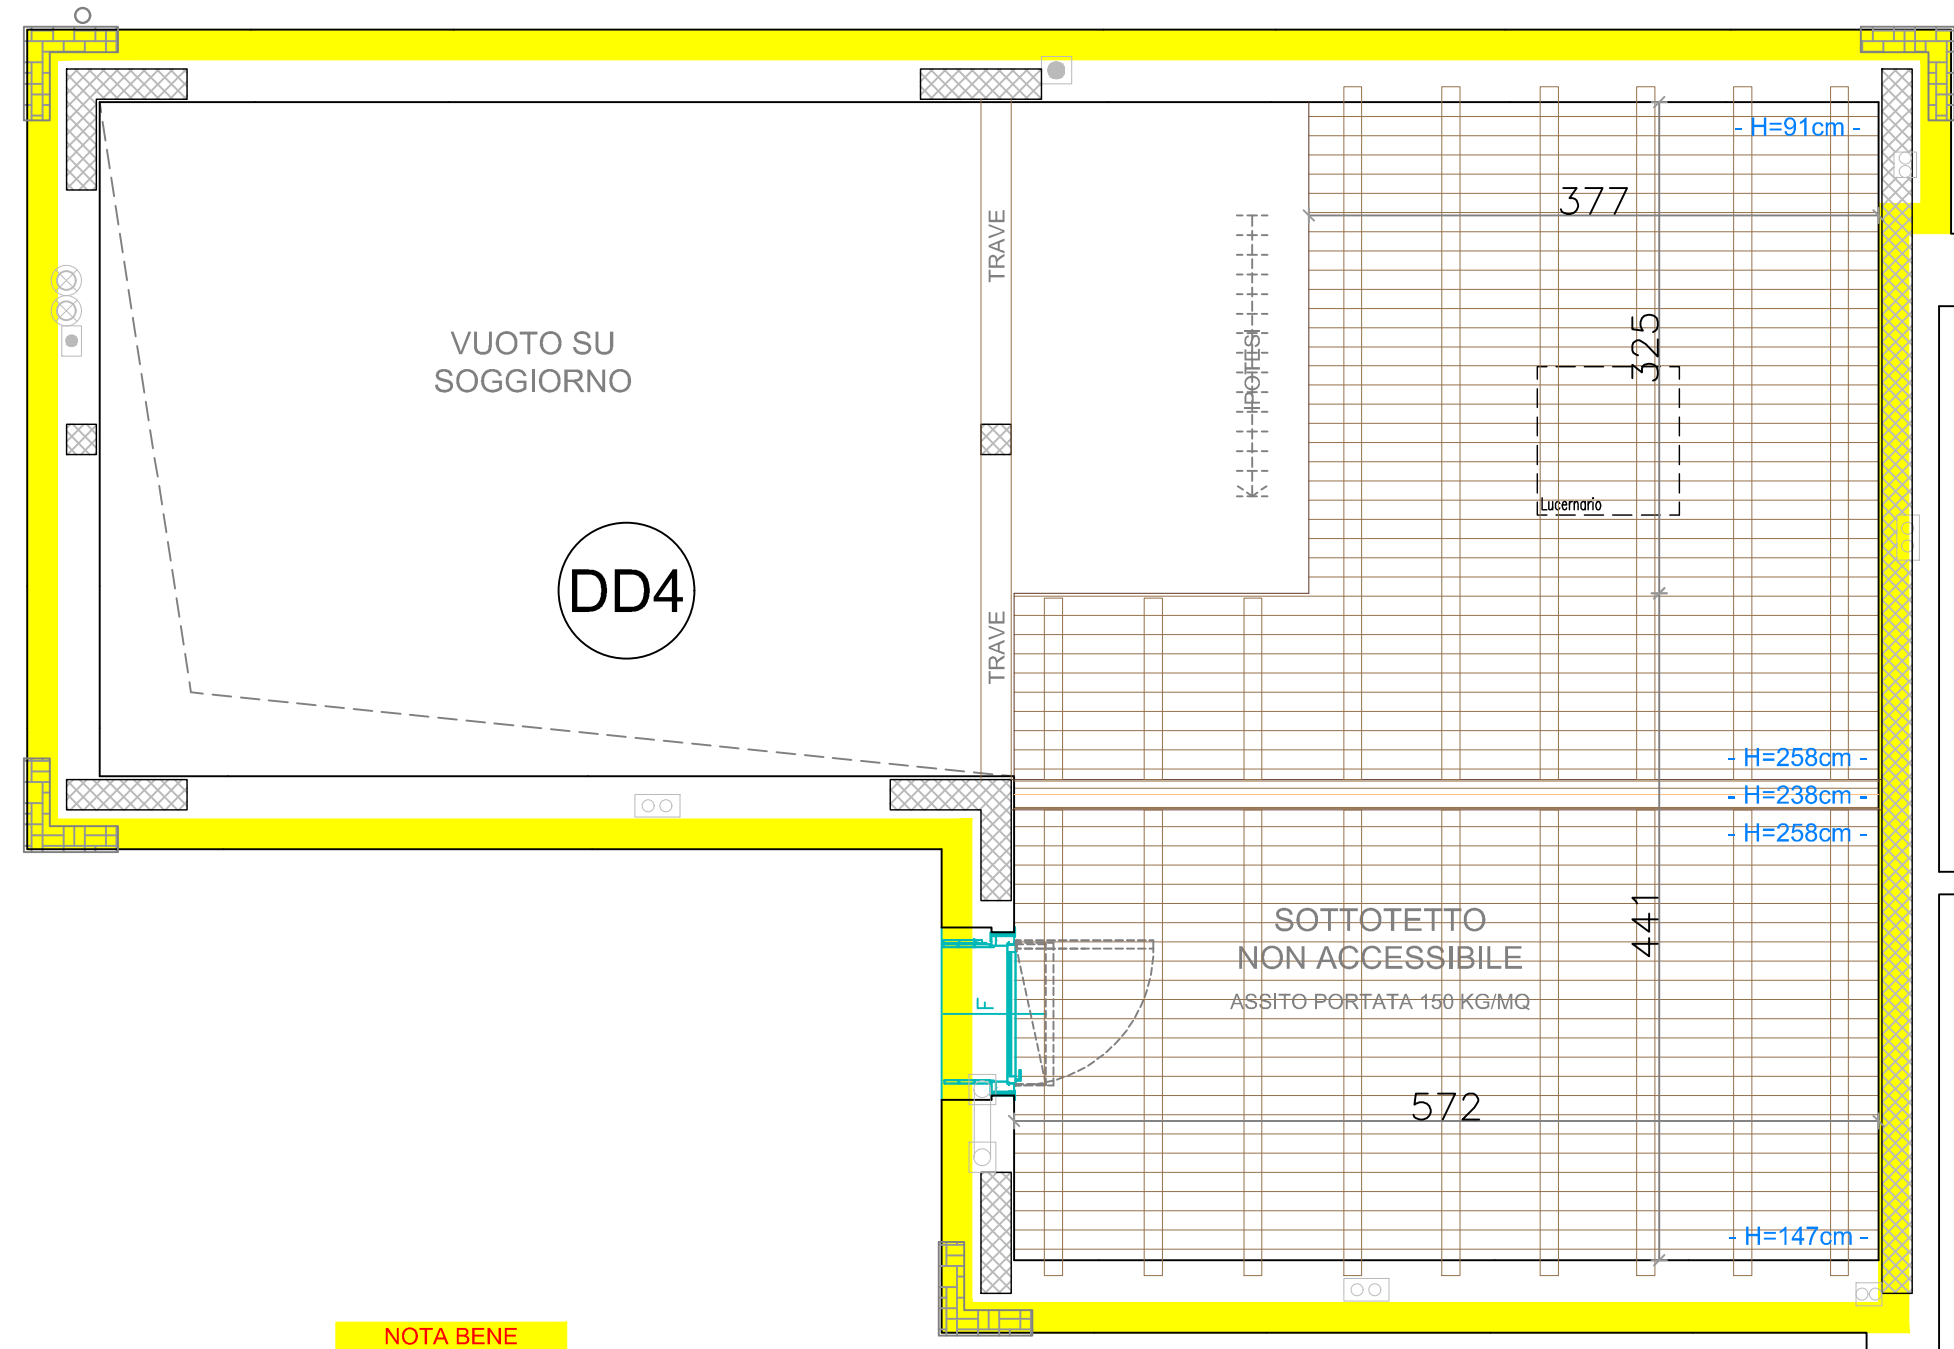 - H=91cm -
377
TRAVE
325
VUOTO SU
SOGGIORNO
IPOTESI
Lucernario
DD4
TRAVE
- H=258cm -
- H=238cm -
- H=258cm -
441
SOTTOTETTO
NON ACCESSIBILE
ASSITO PORTATA 150 KG/MQ
F
572
- H=147cm -
NOTA BENE